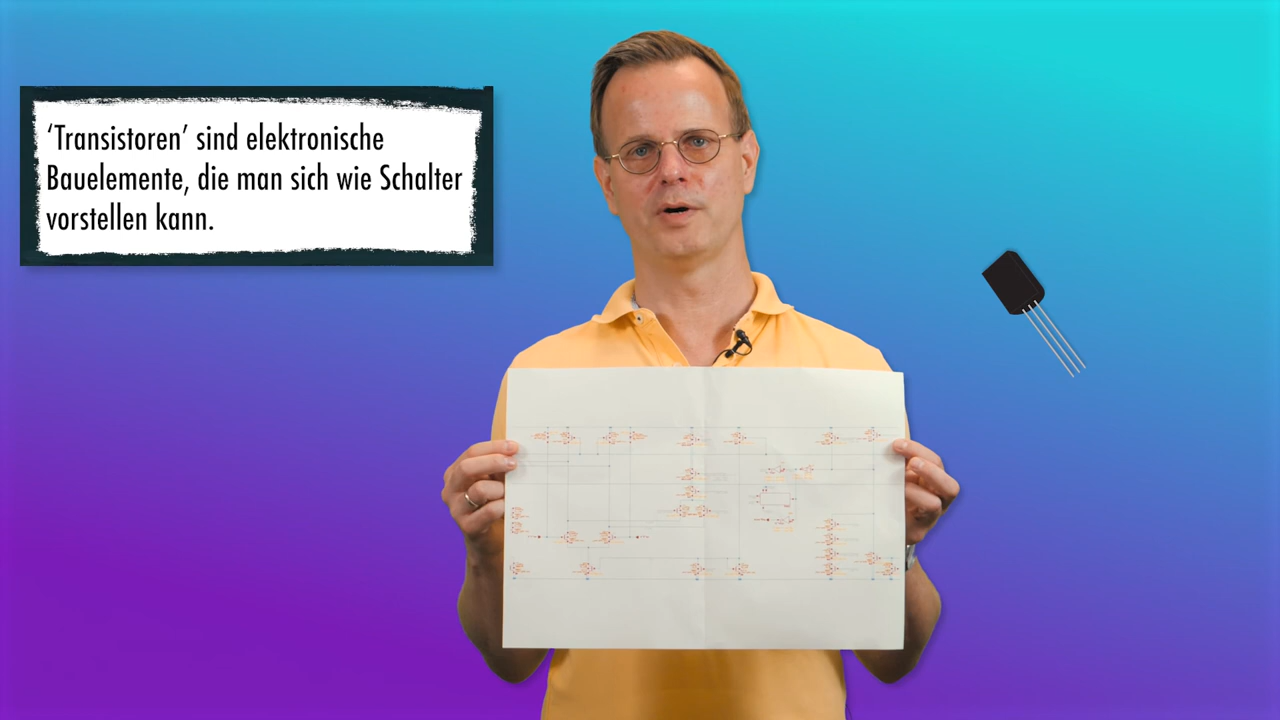 ‘Transistoren’ sind elektronische
Bauelemente, die man sich wie Schalter
vorstellen kann.